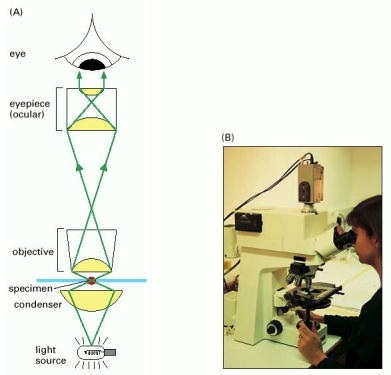 (A)
eye
eyepiece
(ocular)
(B)
objective
specimen
condenser
light
source